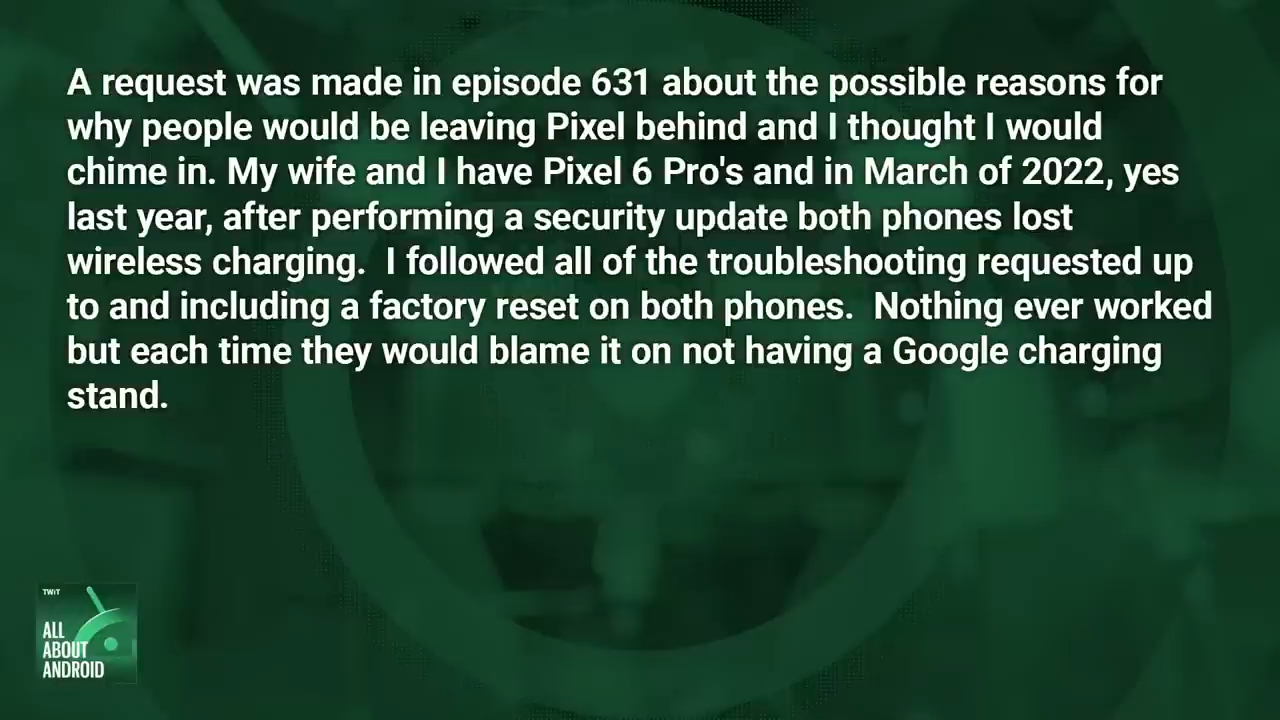 A request was made in episode 631 about the possible reasons for
why people would be leaving Pixel behind and I thought I would
chime in. My wife and I have Pixel 6 Pro's and in March of 2022, yes
last year, after performing a security update both phones lost
wireless charging.  I followed all of the troubleshooting requested up
to and including a factory reset on both phones.  Nothing ever worked
but each time they would blame it on not having a Google charging
stand.
TWiT
ALL
ABOUT
ANDROID